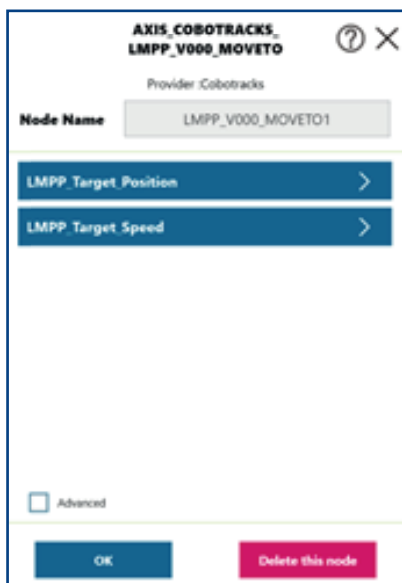 AXIS_COBOTRACKS_
LMPP_V000_MOVETO
Provider :Cobotracks
Node Name
LMPP_V000_MOVETO1
LMPP_Target_Position
LMPP_Target_Speed
Advanced
OK
Delete this node